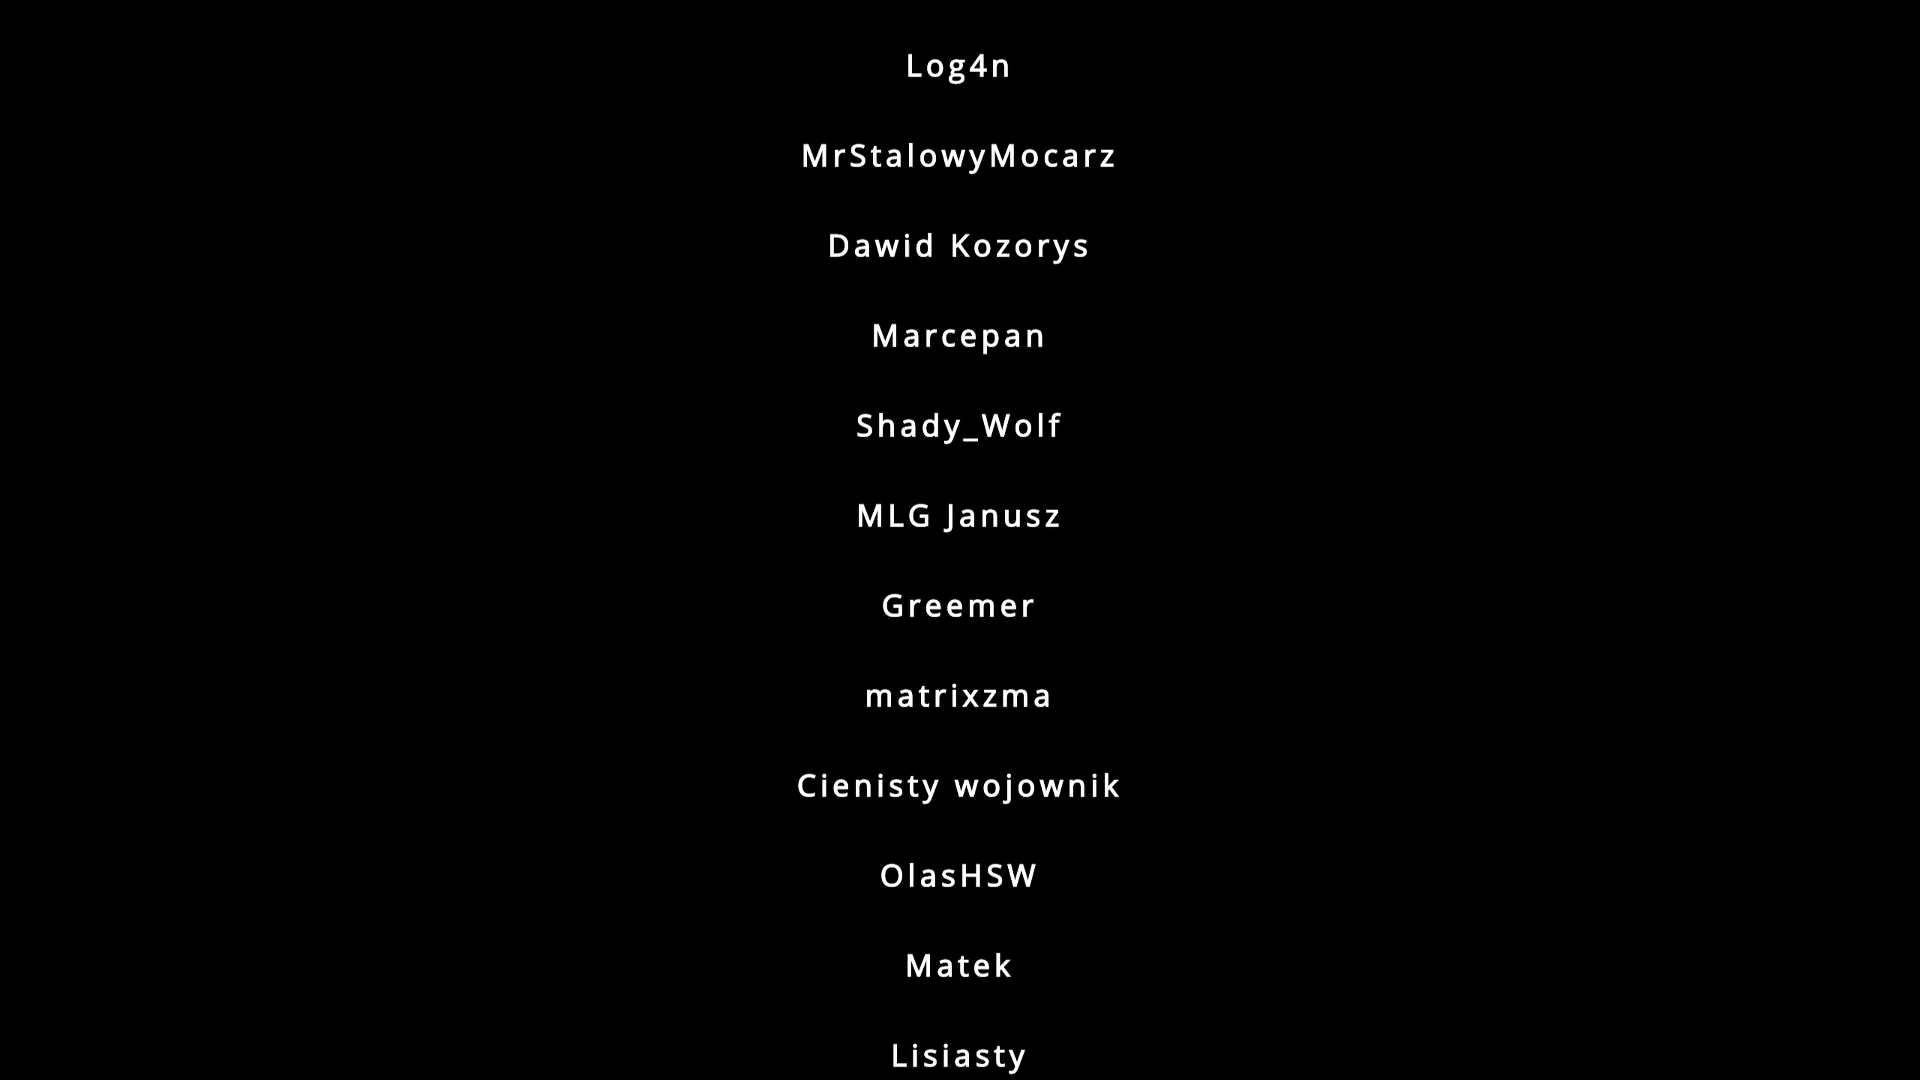 Log4n
MrStalowyMocarz
Dawid Kozorys
Marcepan
Shady_Wolf
MLG Janusz
Greemer
matrixzma
Cienisty wojownik
OlasHSW
Matek
Lisiasty